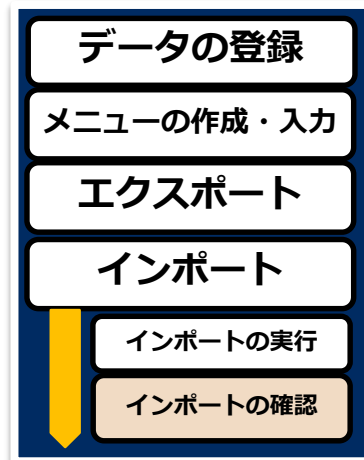 データの登録
メニューの作成・入力
エクスポート
インポート
インポートの実行
インポートの確認